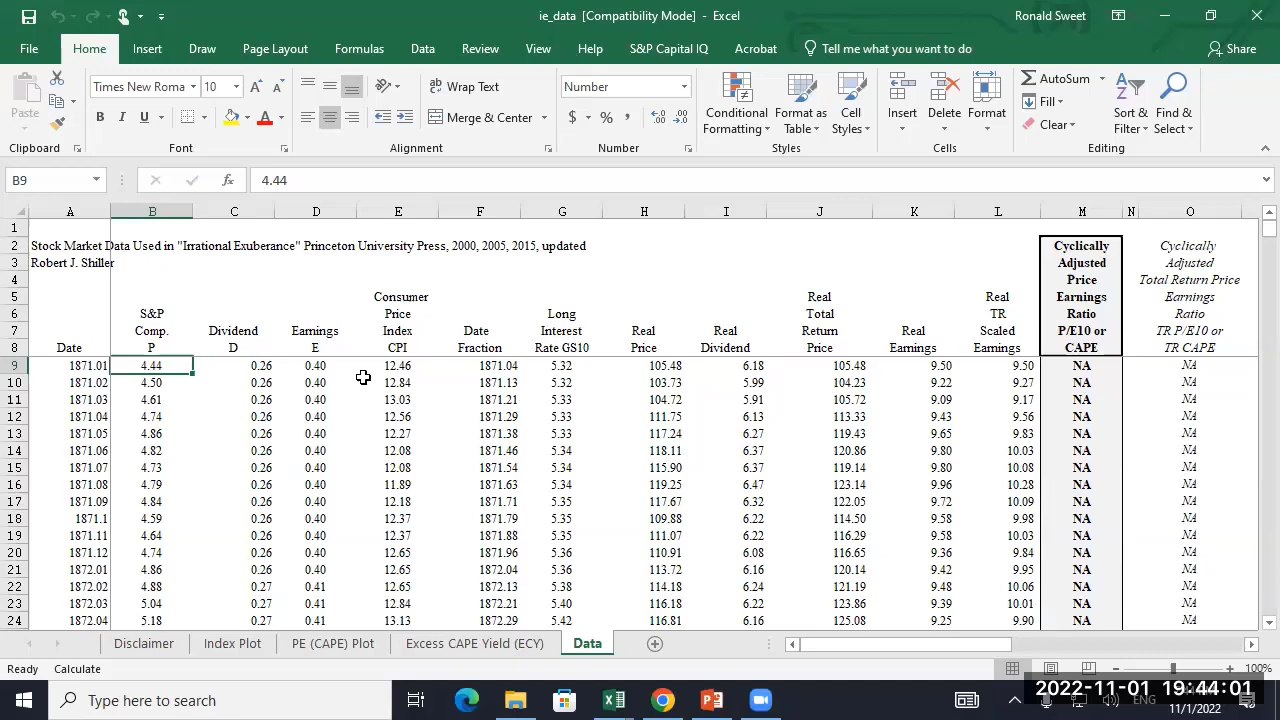 ie_data [Compatibility Mode] - Excel
Ronald Sweet
File Home Insert Draw Page Layout Formulas Data Review View Help S&P Capital IQ Acrobat Tell me what you want to do Share
Paste
Times New Roma 10
B I U
A A
Wrap Text
Merge & Center
Number
$ % ,
Conditional Formatting
Format as Table
Cell Styles
Insert Delete Format
AutoSum
Fill
Clear
Sort & Filter
Find & Select
Clipboard Font Alignment Number Styles Cells Editing
B9 fx 4.44
A B C D E F G H I J K L M N O
1
2 Stock Market Data Used in "Irrational Exuberance" Princeton University Press, 2000, 2005, 2015, updated
3 Robert J. Shiller
4
5
6
7
8
Date
S&P
Comp.
P
Dividend
D
Earnings
E
Consumer
Price
Index
CPI
Date
Fraction
Long
Interest
Rate GS10
Real
Price
Real
Dividend
Real
Total
Return
Price
Real
Earnings
Real
TR
Scaled
Earnings
Cyclically
Adjusted
Price
Earnings
Ratio
P/E10 or
CAPE
Cyclically
Adjusted
Total Return Price
Earnings
Ratio
TR P/E10 or
TR CAPE
9 1871.01 4.44 0.26 0.40 12.46 1871.04 5.32 105.48 6.18 105.48 9.50 9.50 NA NA
10 1871.02 4.50 0.26 0.40 12.84 1871.13 5.32 103.73 5.99 104.23 9.22 9.27 NA NA
11 1871.03 4.61 0.26 0.40 13.03 1871.21 5.33 104.72 5.91 105.72 9.09 9.17 NA NA
12 1871.04 4.74 0.26 0.40 12.56 1871.29 5.33 111.75 6.13 113.33 9.43 9.56 NA NA
13 1871.05 4.86 0.26 0.40 12.27 1871.38 5.33 117.24 6.27 119.43 9.65 9.83 NA NA
14 1871.06 4.82 0.26 0.40 12.08 1871.46 5.34 118.11 6.37 120.86 9.80 10.03 NA NA
15 1871.07 4.73 0.26 0.40 12.08 1871.54 5.34 115.90 6.37 119.14 9.80 10.08 NA NA
16 1871.08 4.79 0.26 0.40 11.89 1871.63 5.34 119.25 6.47 123.14 9.96 10.28 NA NA
17 1871.09 4.84 0.26 0.40 12.18 1871.71 5.35 117.67 6.32 122.05 9.72 10.09 NA NA
18 1871.1 4.59 0.26 0.40 12.37 1871.79 5.35 109.88 6.22 114.50 9.58 9.98 NA NA
19 1871.11 4.64 0.26 0.40 12.37 1871.88 5.35 111.07 6.22 116.29 9.58 10.03 NA NA
20 1871.12 4.74 0.26 0.40 12.65 1871.96 5.36 110.91 6.08 116.65 9.36 9.84 NA NA
21 1872.01 4.86 0.26 0.40 12.65 1872.04 5.36 113.72 6.16 120.14 9.42 9.95 NA NA
22 1872.02 4.88 0.27 0.41 12.65 1872.13 5.38 114.18 6.24 121.19 9.48 10.06 NA NA
23 1872.03 5.04 0.27 0.41 12.84 1872.21 5.40 116.18 6.22 123.86 9.39 10.01 NA NA
24 1872.04 5.18 0.27 0.41 13.13 1872.29 5.42 116.81 6.16 125.08 9.25 9.90 NA NA
Disclaimer Index Plot PE (CAPE) Plot Excess CAPE Yield (ECY) Data
Ready Calculate
100%
Type here to search
2022-11-01 19:44:01
ENG
11/1/2022